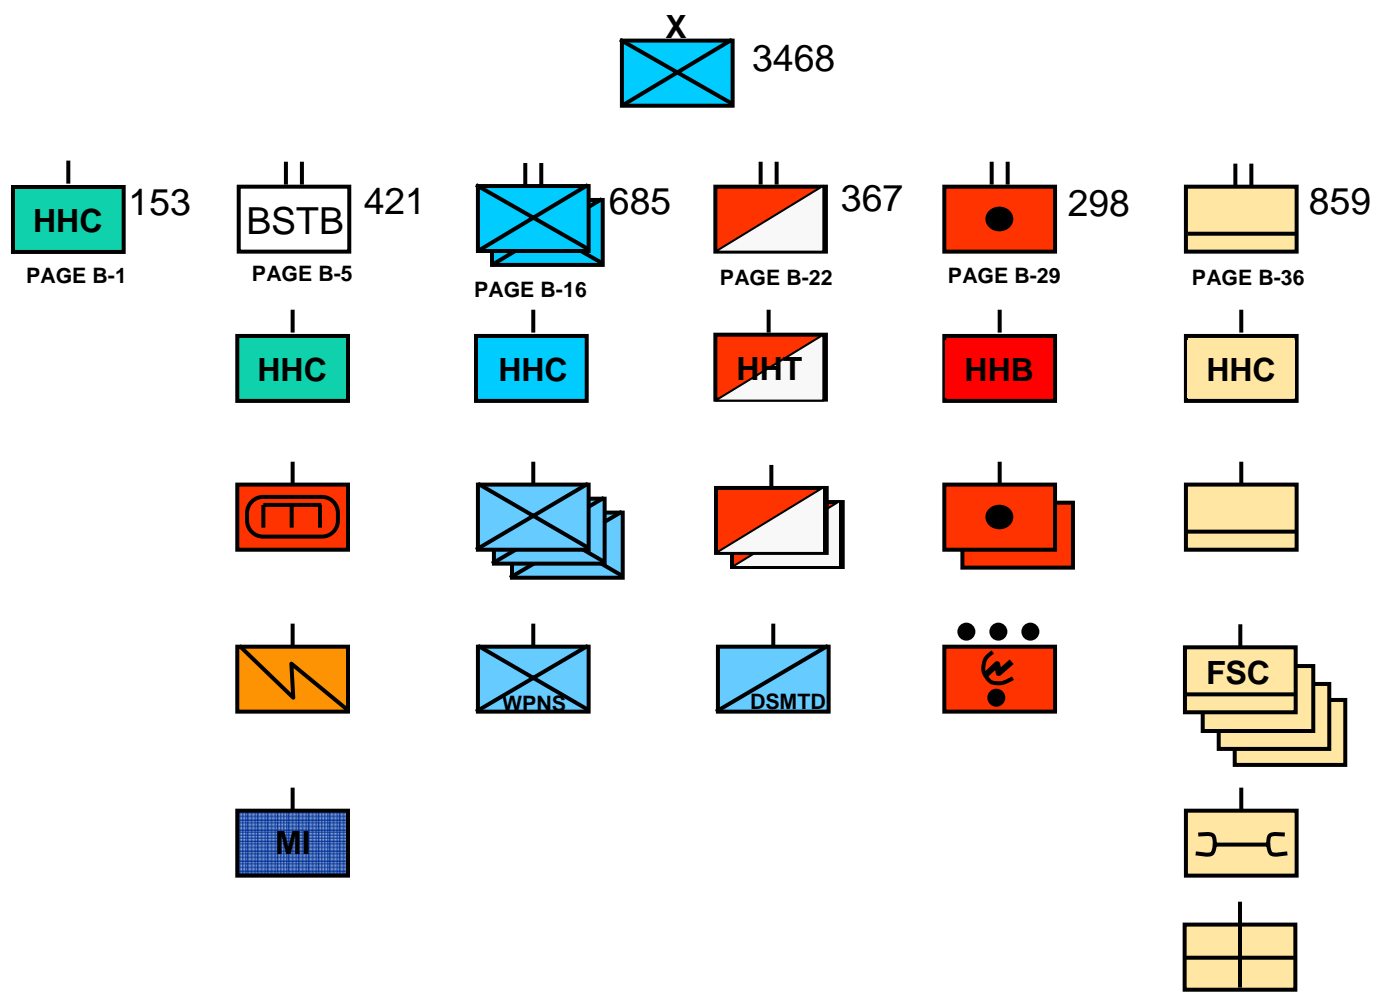 X
3468
HHC 153
BSTB 421
685
367
298
859
PAGE B-1
PAGE B-5
PAGE B-16
PAGE B-22
PAGE B-29
PAGE B-36
HHC
HHC
HHT
HHB
HHC
WPNS
DSMTD
FSC
MI